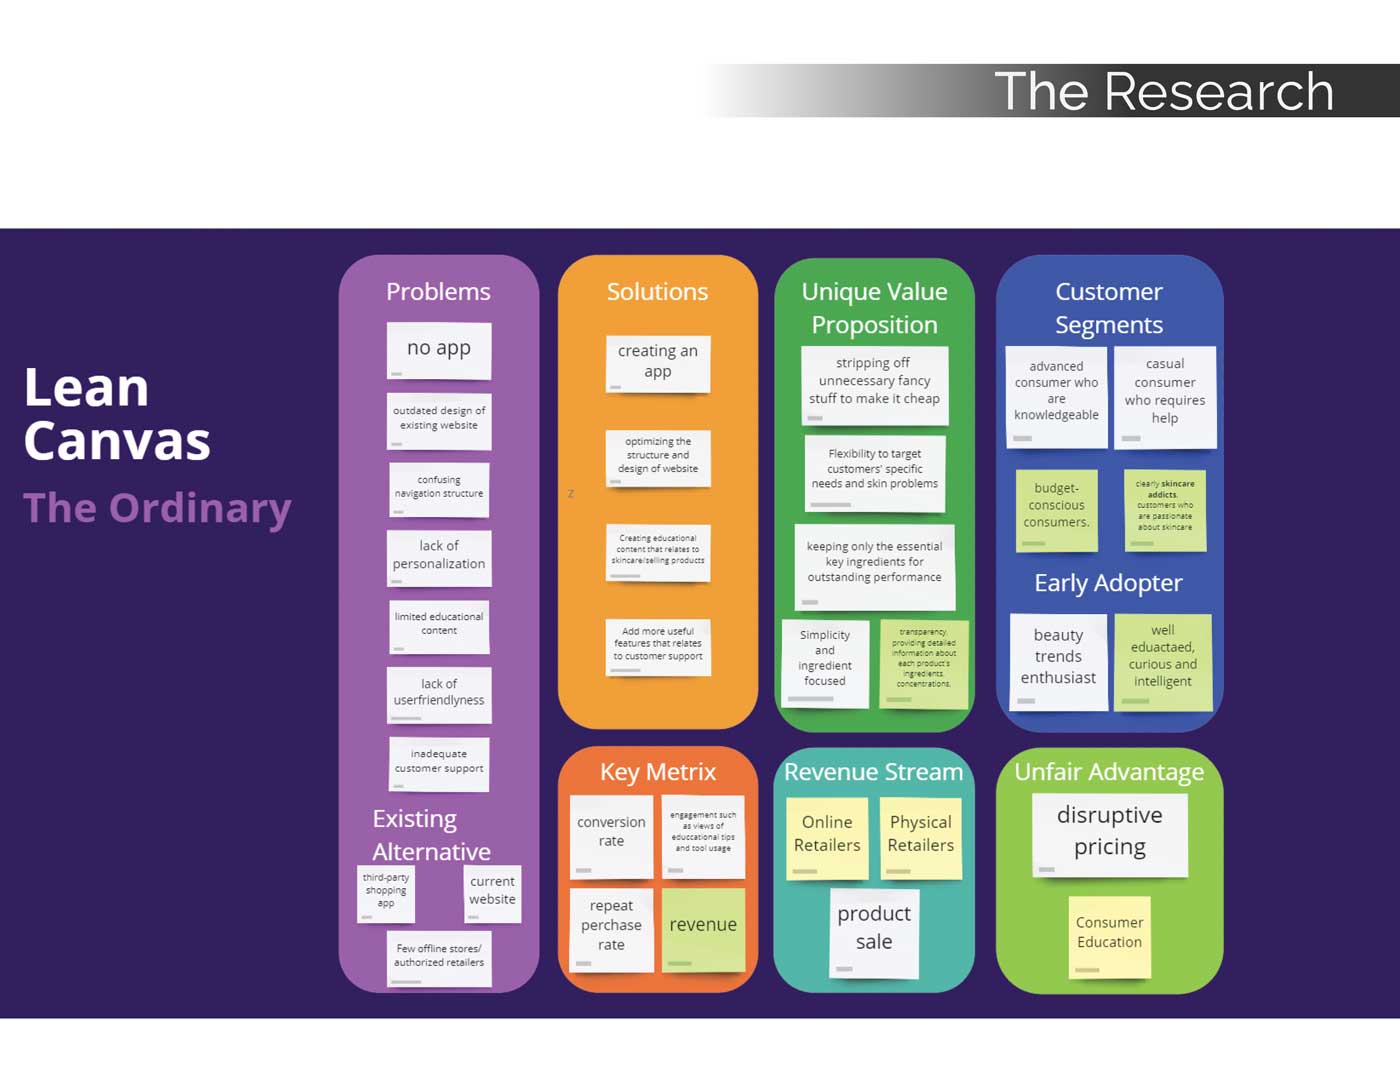 The Research
Lean
Canvas
The Ordinary
Problems
no app
outdated design of
existing website
confusing
navigation structure
lack of
personalization
limited educational
content
lack of
userfriendlyness
inadequate
customer support
Existing
Alternative
third-party
shopping
app
current
website
Few offline stores/
authorized retailers
Solutions
creating an
app
optimizing the
structure and
design of website
Z
Creating educational
content that relates to
skincare/selling products
Add more useful
features that relates
to customer support
Unique Value
Proposition
stripping off
unnecessary fancy
stuff to make it cheap
Flexibility to target
customers' specific
needs and skin problems
keeping only the essential
key ingredients for
outstanding performance
Simplicity
and
ingredient
focused
transparency,
providing detailed
information about
each product's
ingredients,
concentrations,
Customer
Segments
advanced
consumer who
are
knowledgeable
casual
consumer
who requires
help
budget-
conscious
consumers.
clearly skincare
addicts,
customers who
are passionate
about skincare
Early Adopter
beauty
trends
enthusiast
well
eduactaed,
curious and
intelligent
Key Metrix
conversion
rate
engagement such
as views of
educcational tips
and tool usage
repeat
perchase
rate
revenue
Revenue Stream
Online
Retailers
Physical
Retailers
product
sale
Unfair Advantage
disruptive
pricing
Consumer
Education